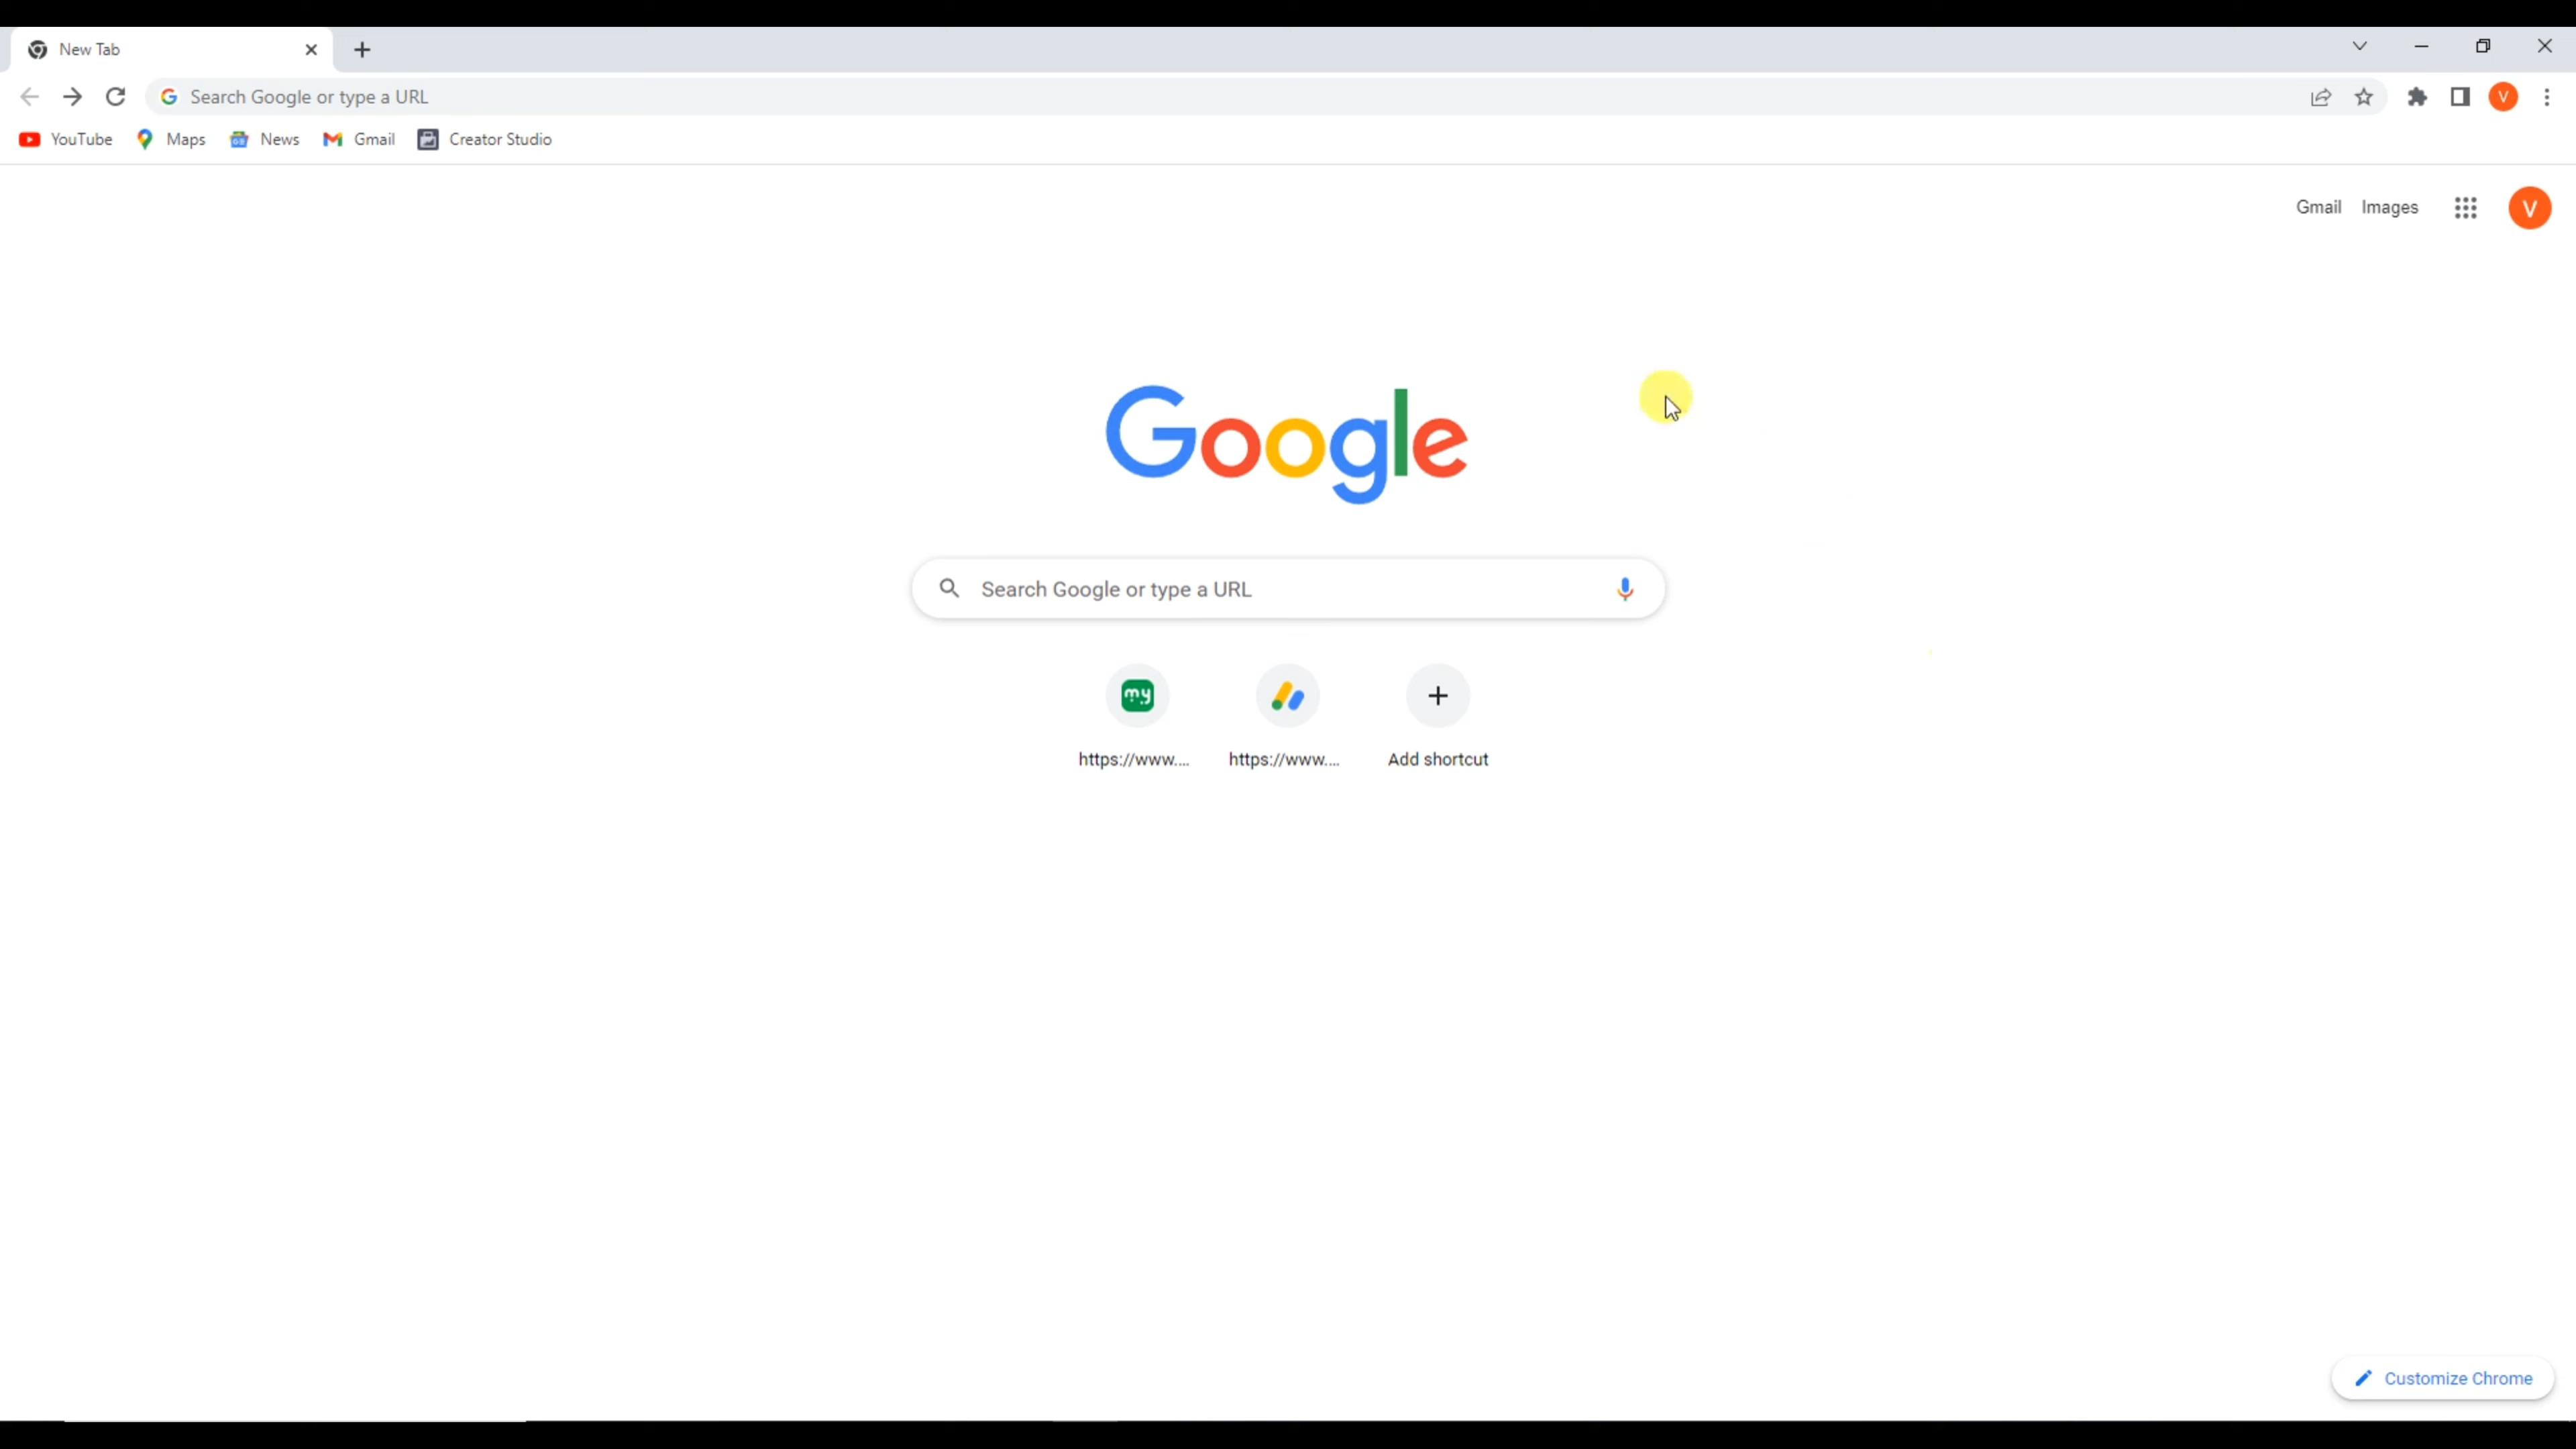 New Tab
Search Google or type a URL
V
YouTube Maps News Gmail Creator Studio
Gmail Images V
Google
Search Google or type a URL
my
https://www.... https://www.... Add shortcut
Customize Chrome